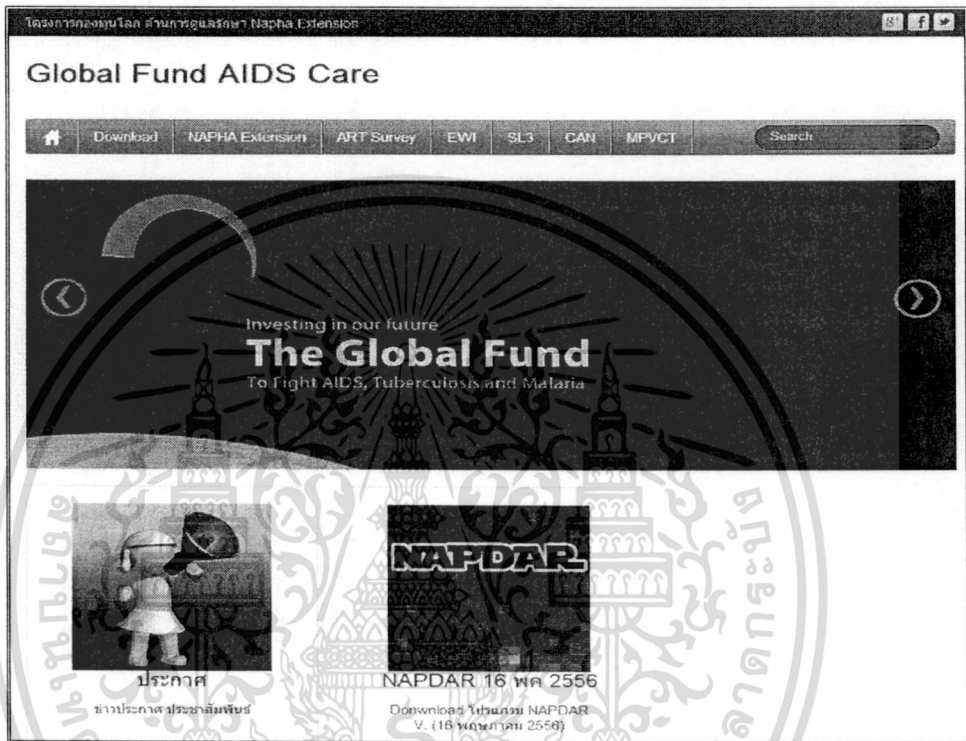 โครงการกองทุนโลก ด้านการดูแลรักษา Napha Extension
Global Fund AIDS Care
Download NAPHA Extension ART Survey EWI SL3 CAN MPVCT Search
Investing in our future
The Global Fund
To Fight AIDS, Tuberculosis and Malaria
NAPDAR
ประกาศ
ข่าวประกาศ ประชาสัมพันธ์
NAPDAR 16 พค 2556
Donwnload โปรแกรม NAPDAR
V. (16 พฤษภาคม 2556)